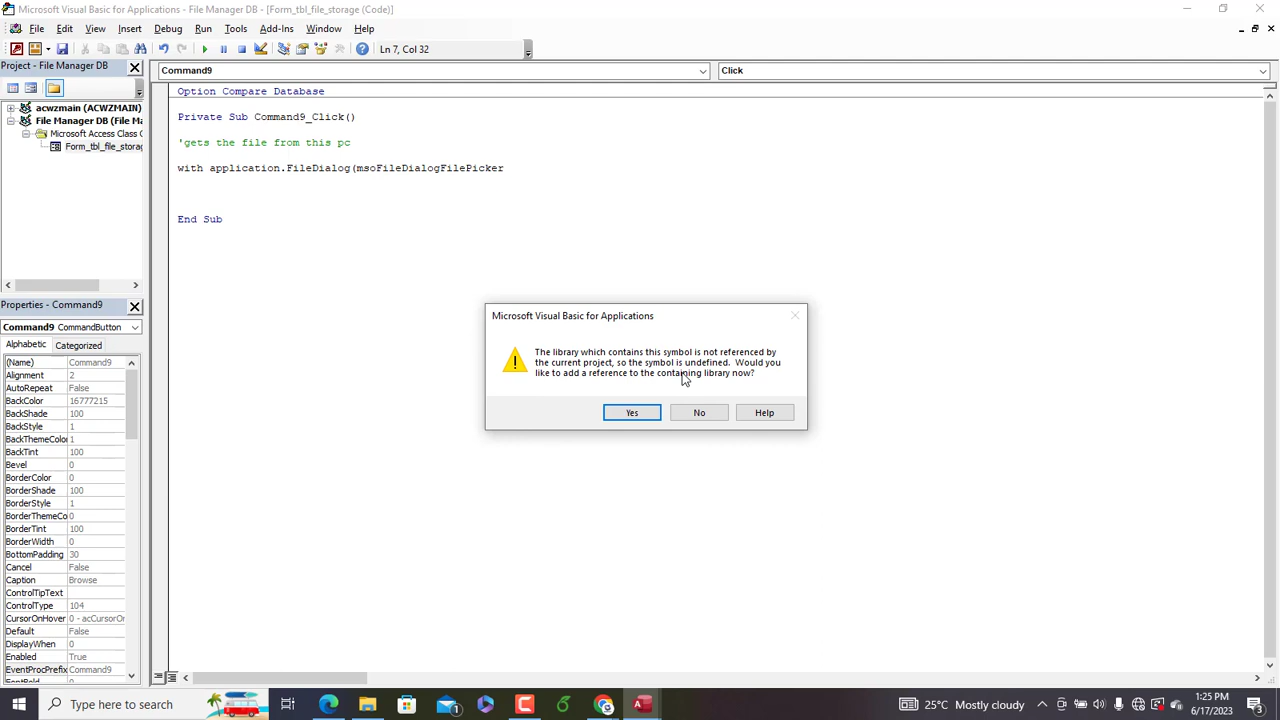 Microsoft Visual Basic for Applications - File Manager DB - [Form_tbl_file_storage (Code)]
File Edit View Insert Format Debug Run Tools Add-Ins Window Help
Ln 7, Col 32
Project - File Manager DB
Command9
Click
acwzmain (ACWZMAIN)
File Manager DB (File Ma
Microsoft Access Class O
Form_tbl_file_storag
Option Compare Database
Private Sub Command9_Click()
'gets the file from this pc
with application.FileDialog(msoFileDialogFilePicker
End Sub
Properties - Command9
Command9 CommandButton
Alphabetic Categorized
(Name) Command9
Alignment 2
AutoRepeat False
BackColor 16777215
BackShade 100
BackStyle 1
BackThemeColor 1
BackTint 100
Bevel 0
BorderColor 0
BorderShade 100
BorderStyle 1
BorderThemeCo 0
BorderTint 100
BorderWidth 0
BottomPadding 30
Cancel False
Caption Browse
ControlTipText
ControlType 104
CursorOnHover 0 - acCursorOn
Default False
DisplayWhen 0
Enabled True
EventProcPrefix Command9
Microsoft Visual Basic for Applications
The library which contains this symbol is not referenced by
the current project, so the symbol is undefined. Would you
like to add a reference to the containing library now?
Yes No Help
Type here to search
25°C Mostly cloudy
1:25 PM
6/17/2023